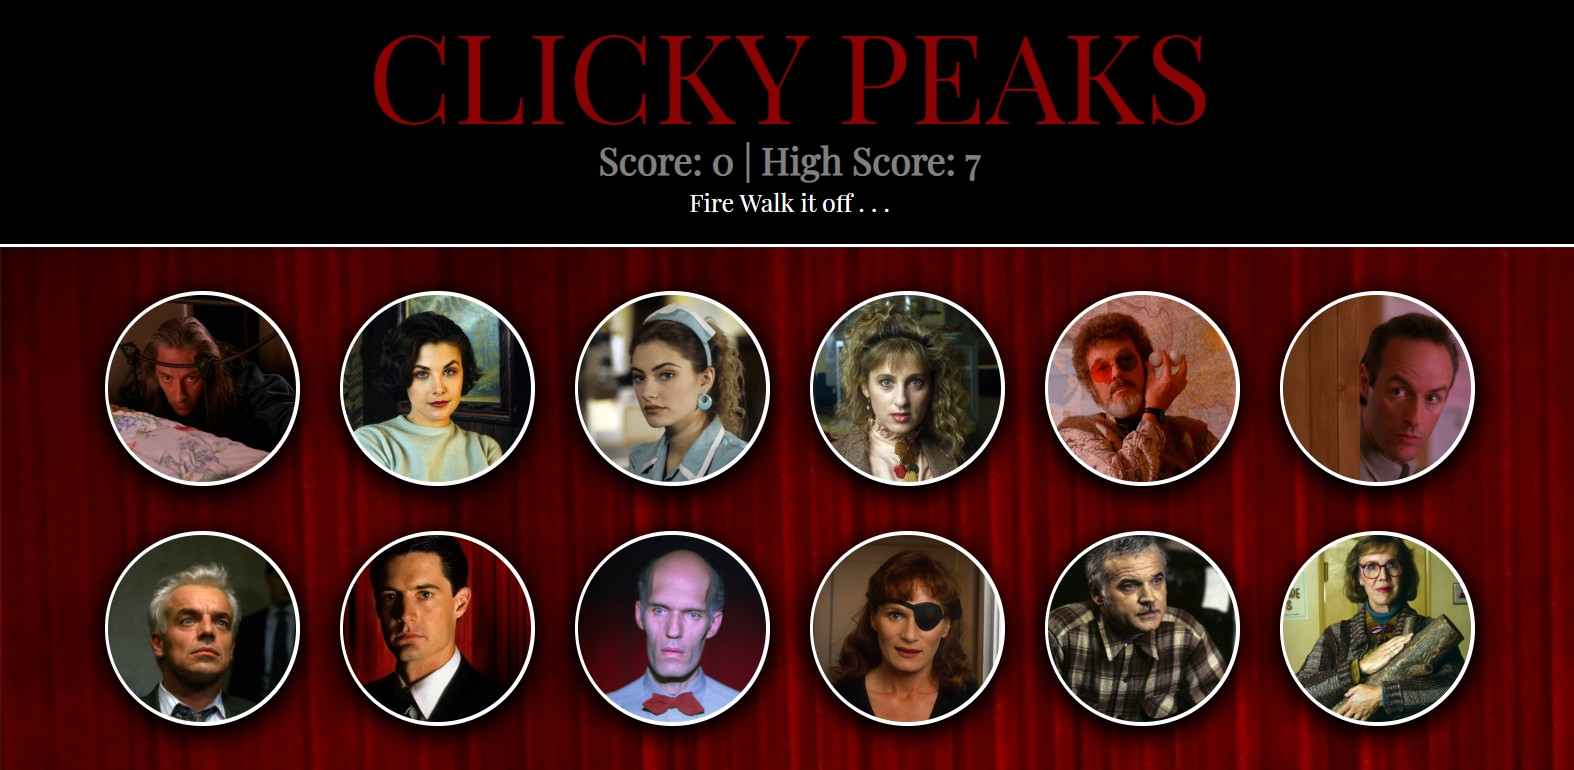 CLICKY PEAKS
Score: 0 | High Score: 7
Fire Walk it off . . .